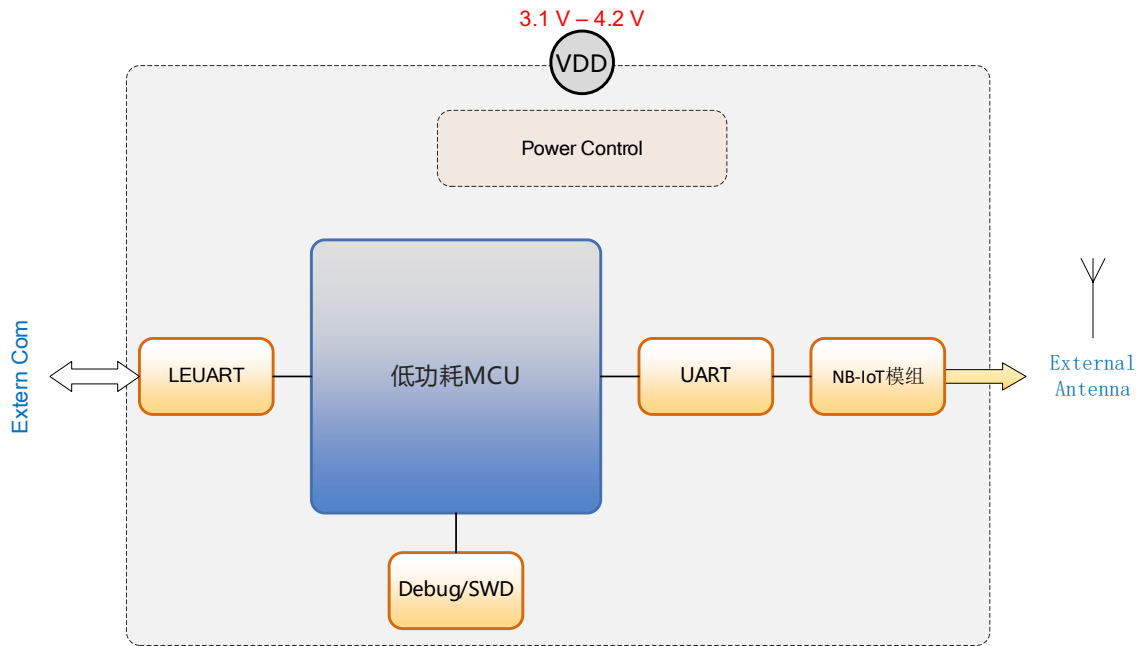 3.1 V – 4.2 V
VDD
Power Control
Extern Com
LEUART
低功耗MCU
UART
NB-IoT模组
External
Antenna
Debug/SWD